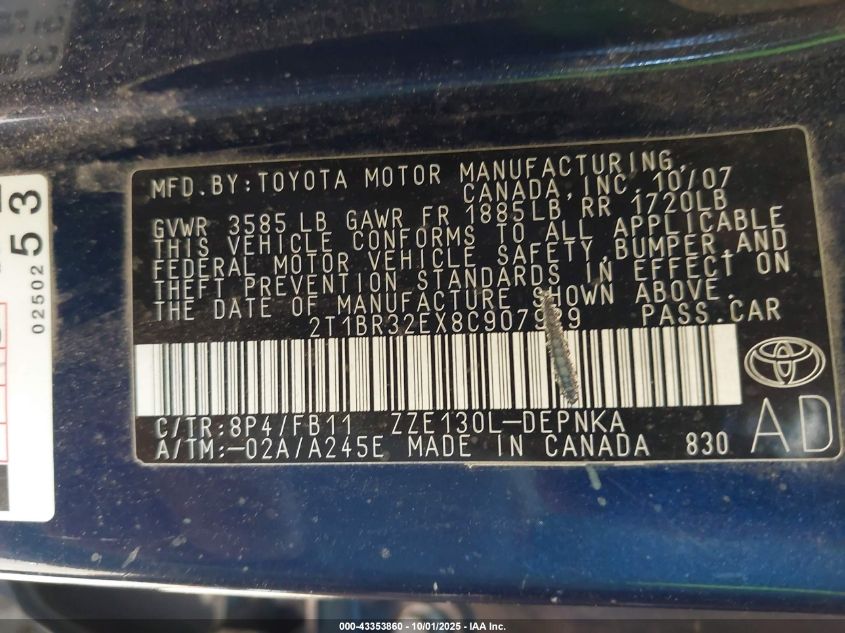 MFD.BY:TOYOTA MOTOR MANUFACTURING,
CANADA,INC. 10/07
GVWR 3585 LB GAWR FR 1885LB RR 1720LB
THIS VEHICLE CONFORMS TO ALL APPLICABLE
FEDERAL MOTOR VEHICLE SAFETY,BUMPER,AND
THEFT PREVENTION STANDARDS IN EFFECT ON
THE DATE OF MANUFACTURE SHOWN ABOVE.
2T1BR32EX8C907929 PASS.CAR
C/TR:8P4/FB11 ZZE130L-DEPNKA
A/TM:-02A/A245E MADE IN CANADA 830
AD
53
02502
000-43353860 - 10/01/2025 - IAA Inc.